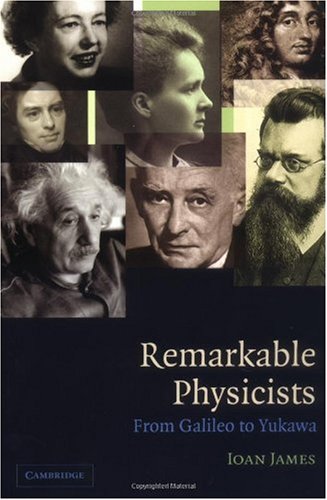 Remarkable
Physicists
From Galileo to Yukawa
IOAN JAMES
CAMBRIDGE